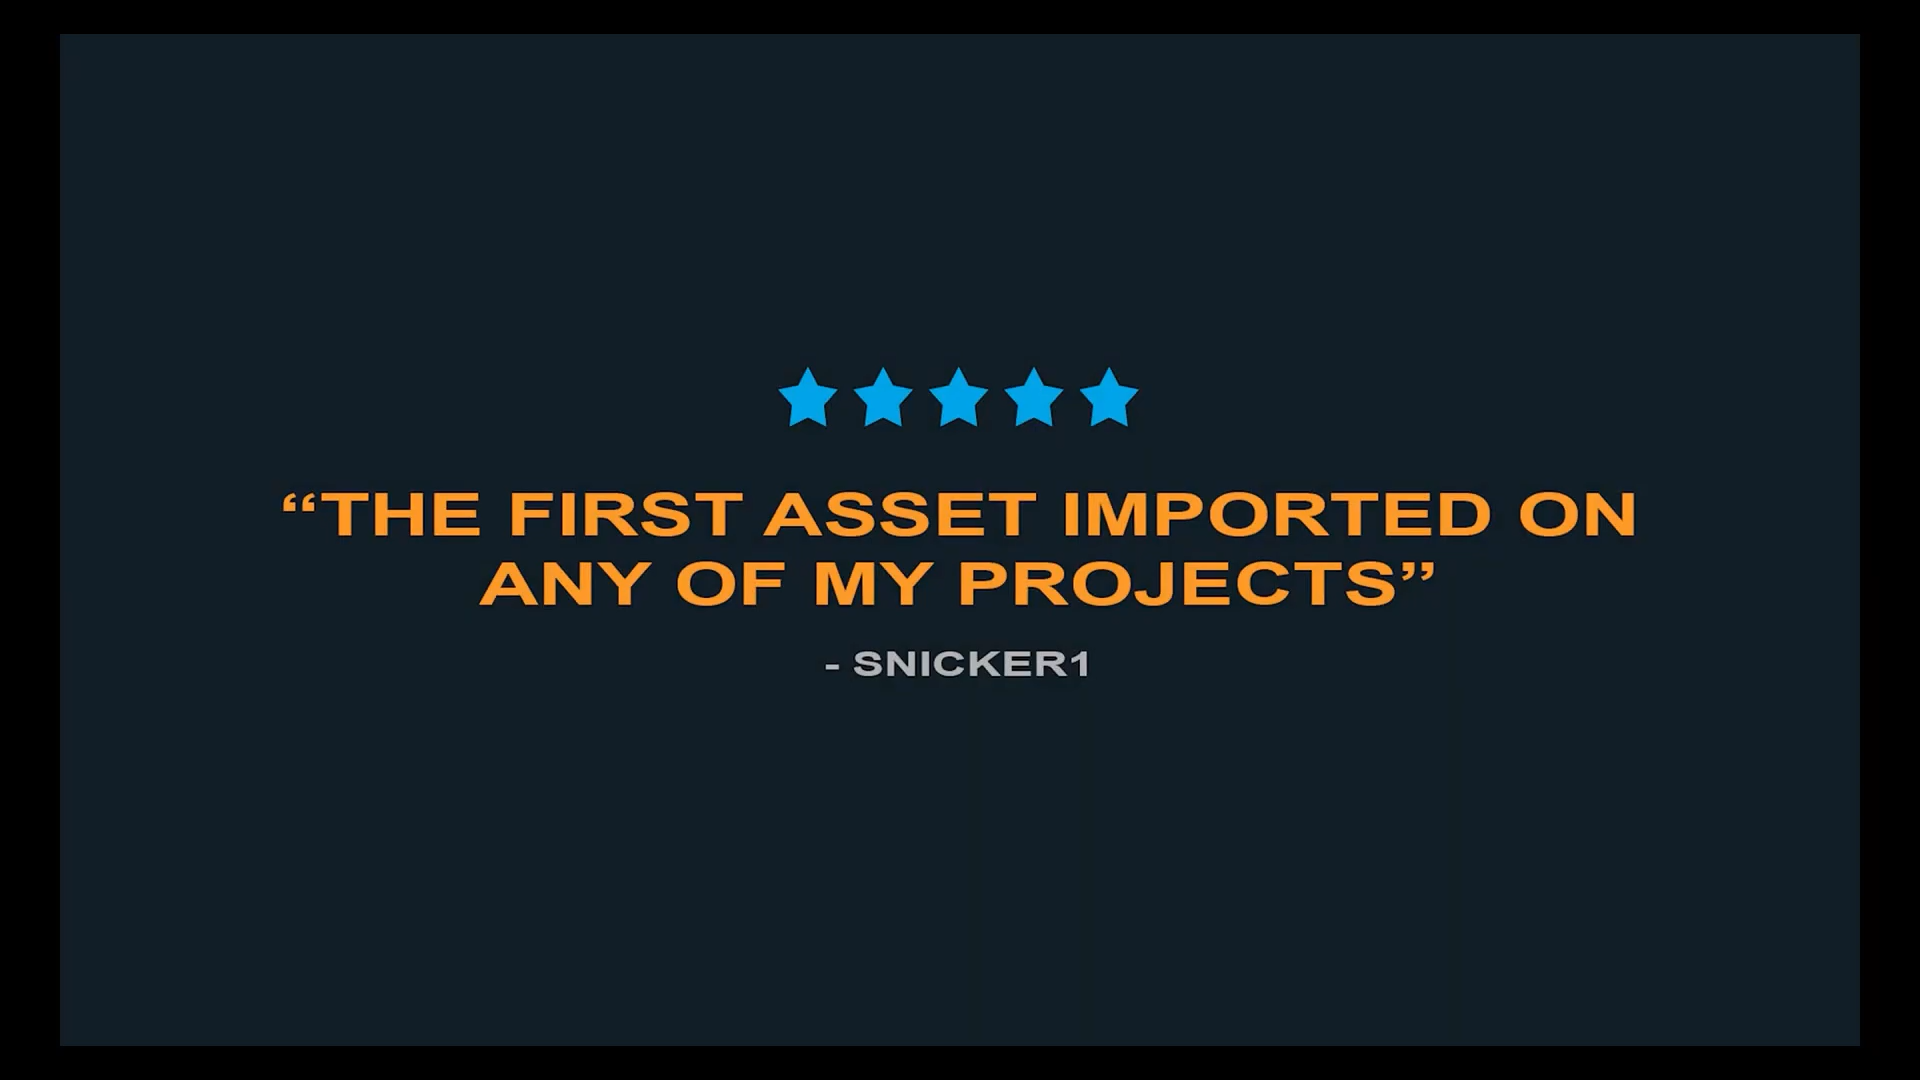 “THE FIRST ASSET IMPORTED ON
ANY OF MY PROJECTS”
- SNICKER1